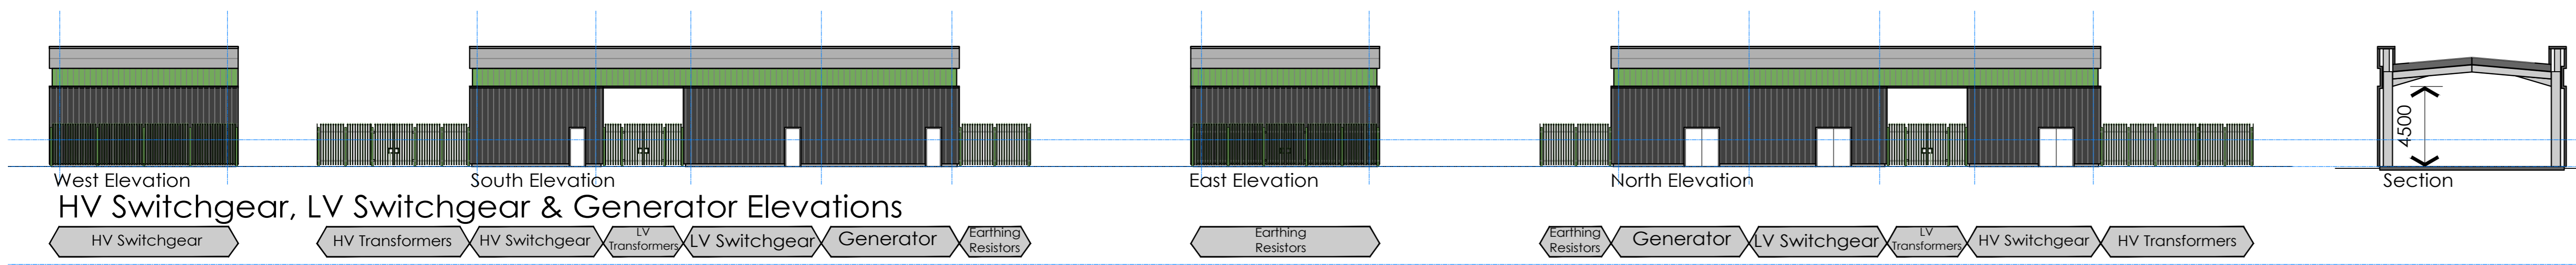 4500
West Elevation
South Elevation
East Elevation
North Elevation
Section
HV Switchgear, LV Switchgear & Generator Elevations
HV Switchgear
HV Transformers
HV Switchgear
LV
Transformers
LV Switchgear
Generator
Earthing
Resistors
Earthing
Resistors
Earthing
Resistors
Generator
LV Switchgear
LV
Transformers
HV Switchgear
HV Transformers